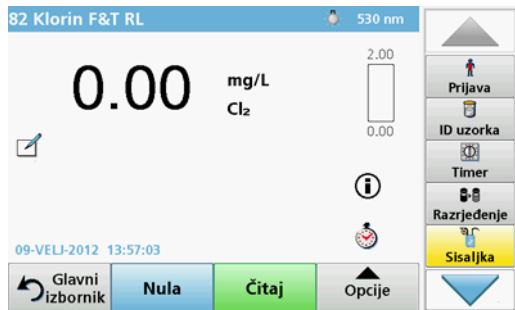 82 Klorin F&T RL
530 nm
0.00
mg/L
Cl₂
2.00
0.00
09-VELJ-2012 13:57:03
Glavni
izbornik
Nula
Čitaj
Opcije
Prijava
ID uzorka
Timer
Razrjeđenje
Sisaljka